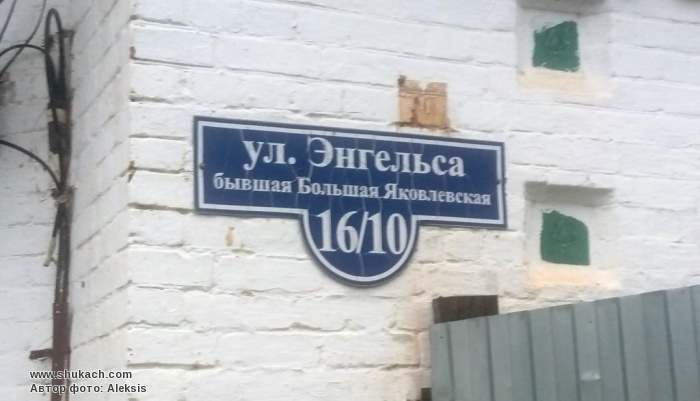 ул. Энгельса
бывшая Большая Яковлевская
16/10
www.shukach.com
Автор фото: Aleksis